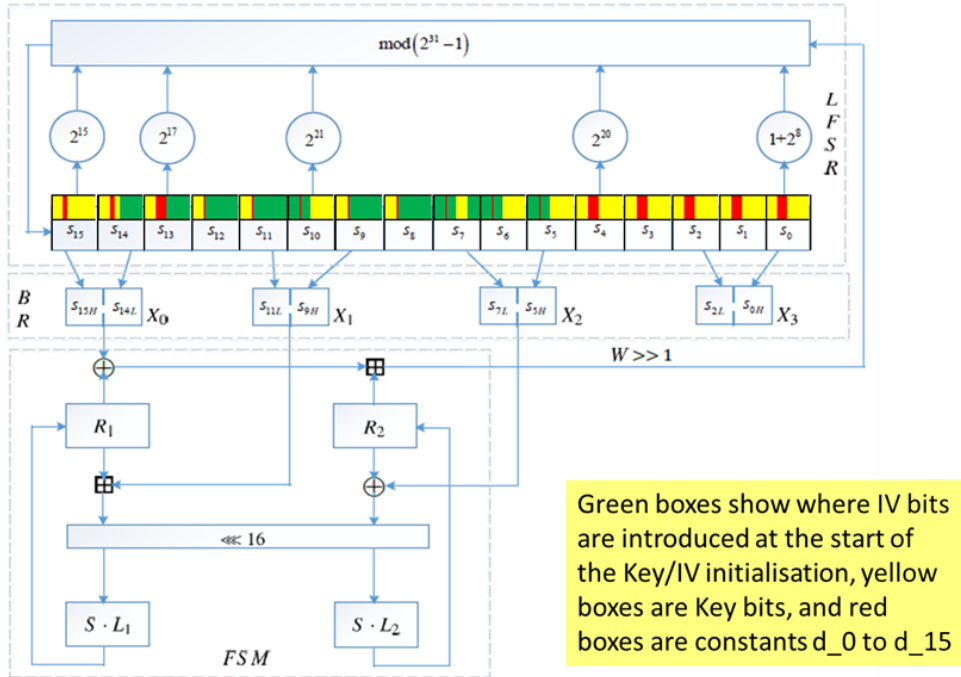 mod(2³¹ −1)
2¹⁵ 2¹⁷ 2²¹ 2²⁰ 1+2⁸
L
F
S
R
S₁₅ S₁₄ S₁₃ S₁₂ S₁₁ S₁₀ S₉ S₈ S₇ S₆ S₅ S₄ S₃ S₂ S₁ S₀
B
R
S₁₅H S₁₄L X₀ S₁₁L S₉H X₁ S₇L S₅H X₂ S₂L S₀H X₃
W >> 1
R₁ R₂
<<< 16
S · L₁ S · L₂
FSM
Green boxes show where IV bits
are introduced at the start of
the Key/IV initialisation, yellow
boxes are Key bits, and red
boxes are constants d_0 to d_15